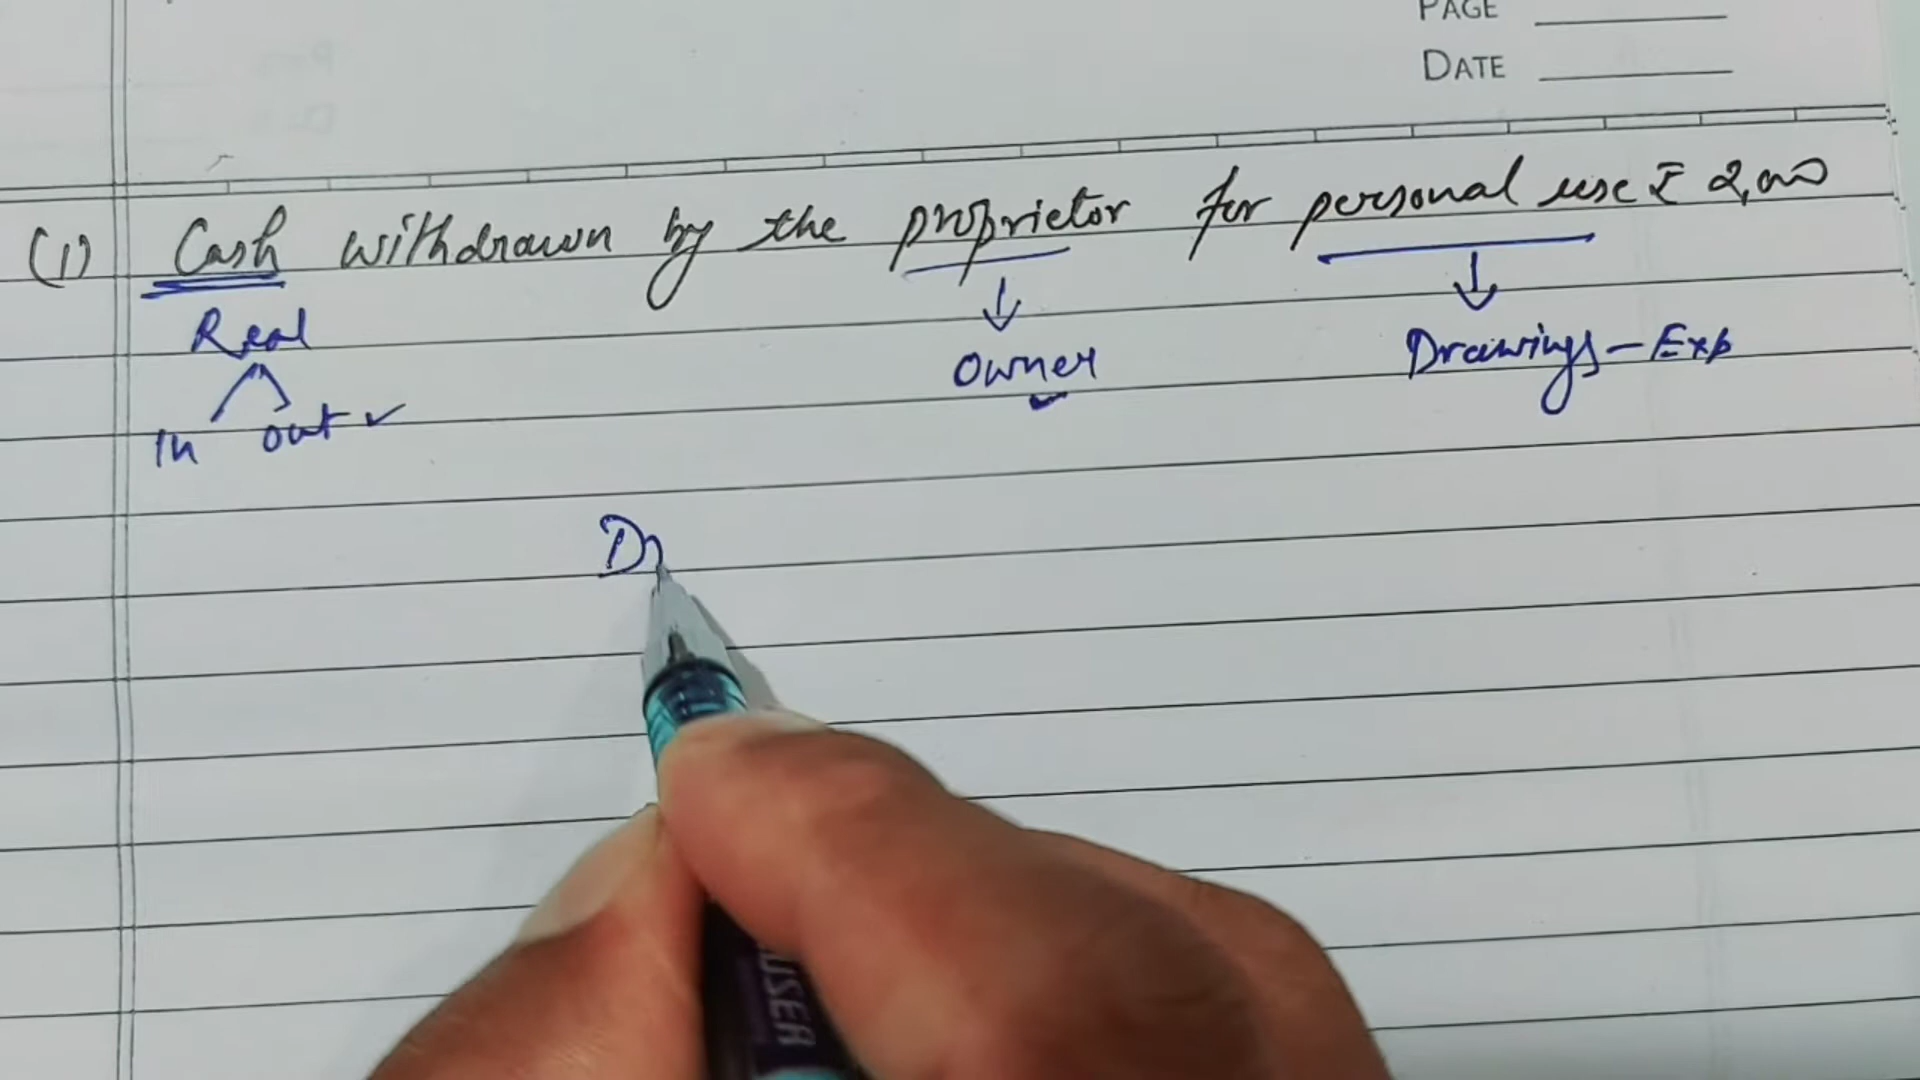 PAGE
DATE
(1) Cash withdrawn by the proprietor for personal use ₹ 2,000
Real
In out ✓
Owner
Drawings - Exp
Dr
USER